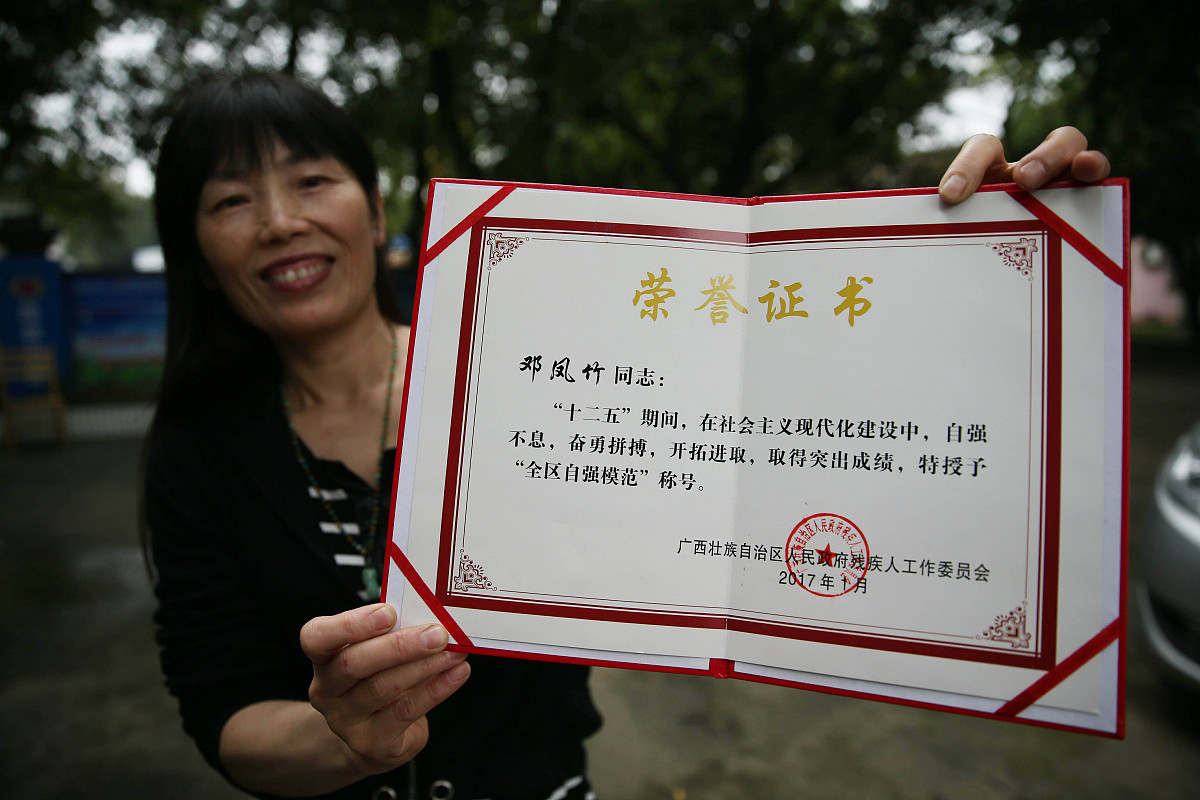 荣誉证书
邓凤竹同志：
“十二五”期间，在社会主义现代化建设中，自强
不息，奋勇拼搏，开拓进取，取得突出成绩，特授予
“全区自强模范”称号。
广西壮族自治区人民政府残疾人工作委员会
2017年1月